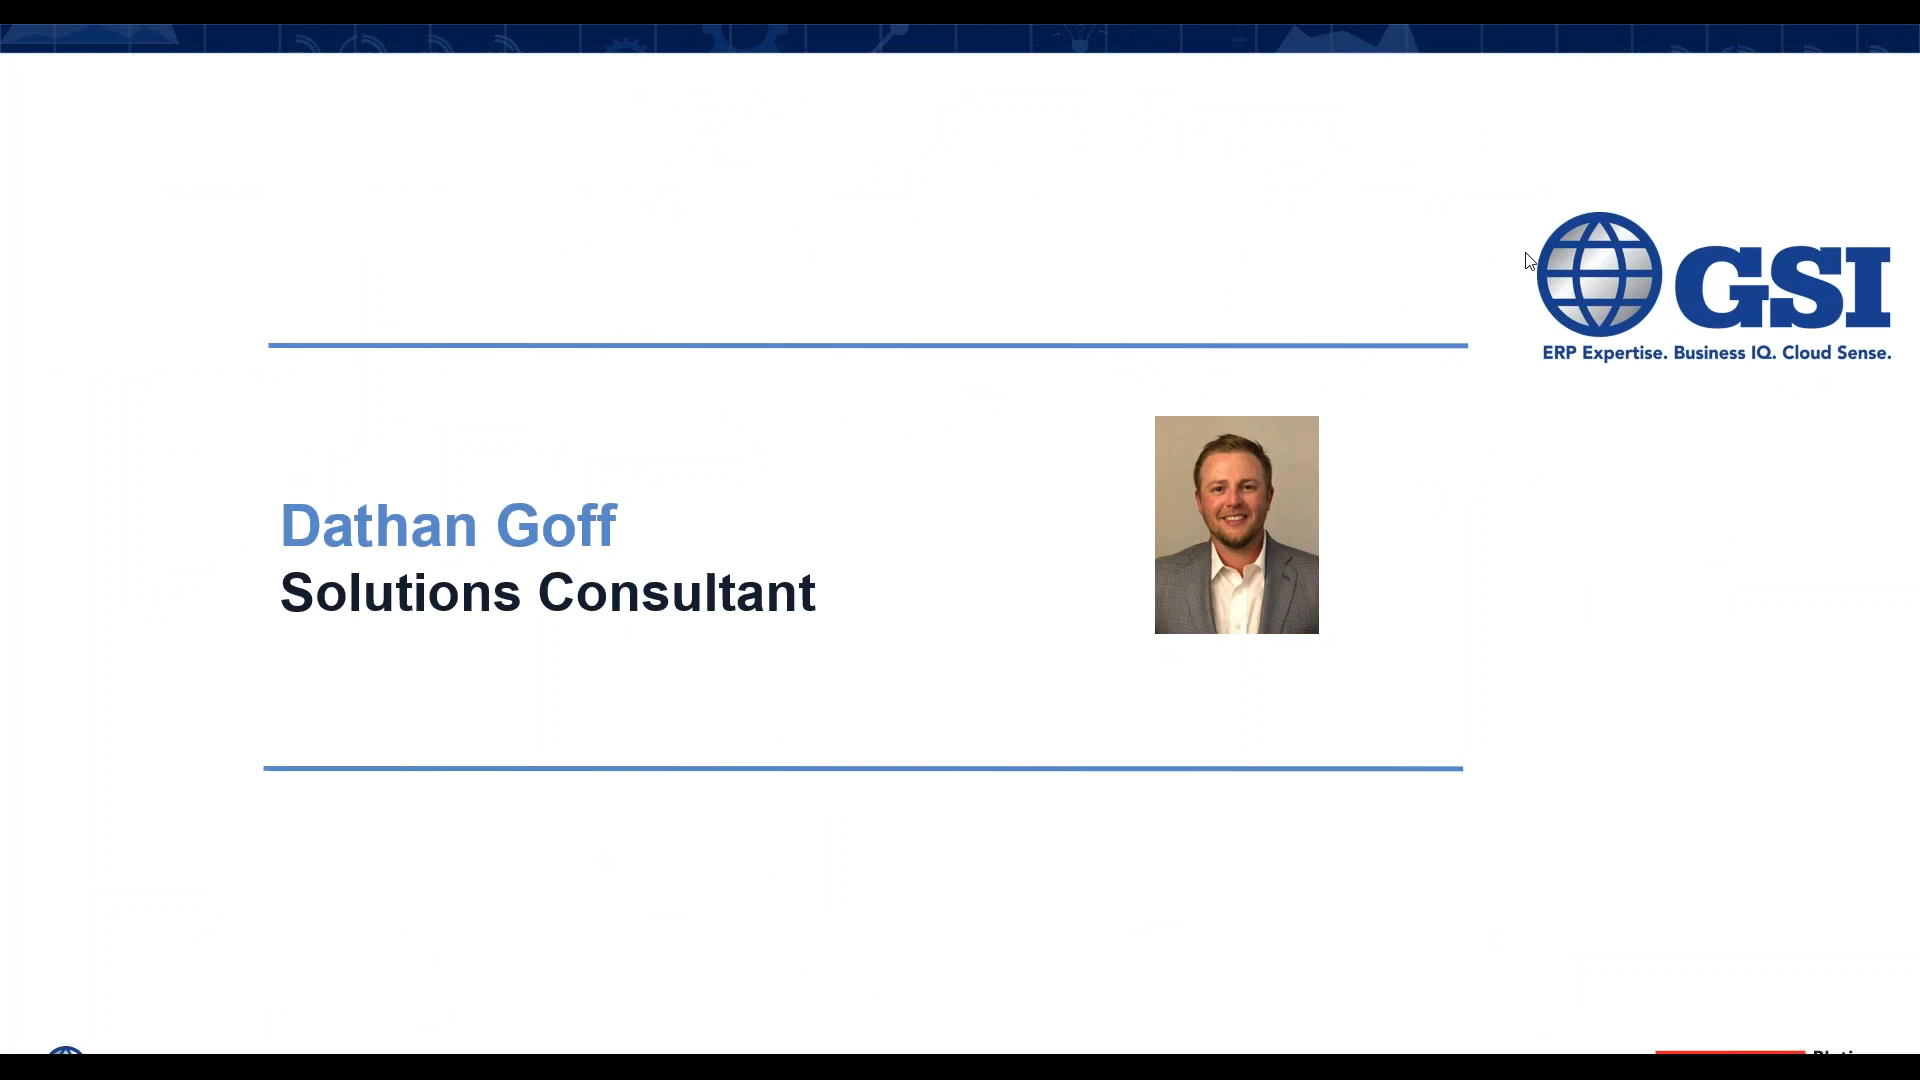 GSI
ERP Expertise. Business IQ. Cloud Sense.
Dathan Goff
Solutions Consultant